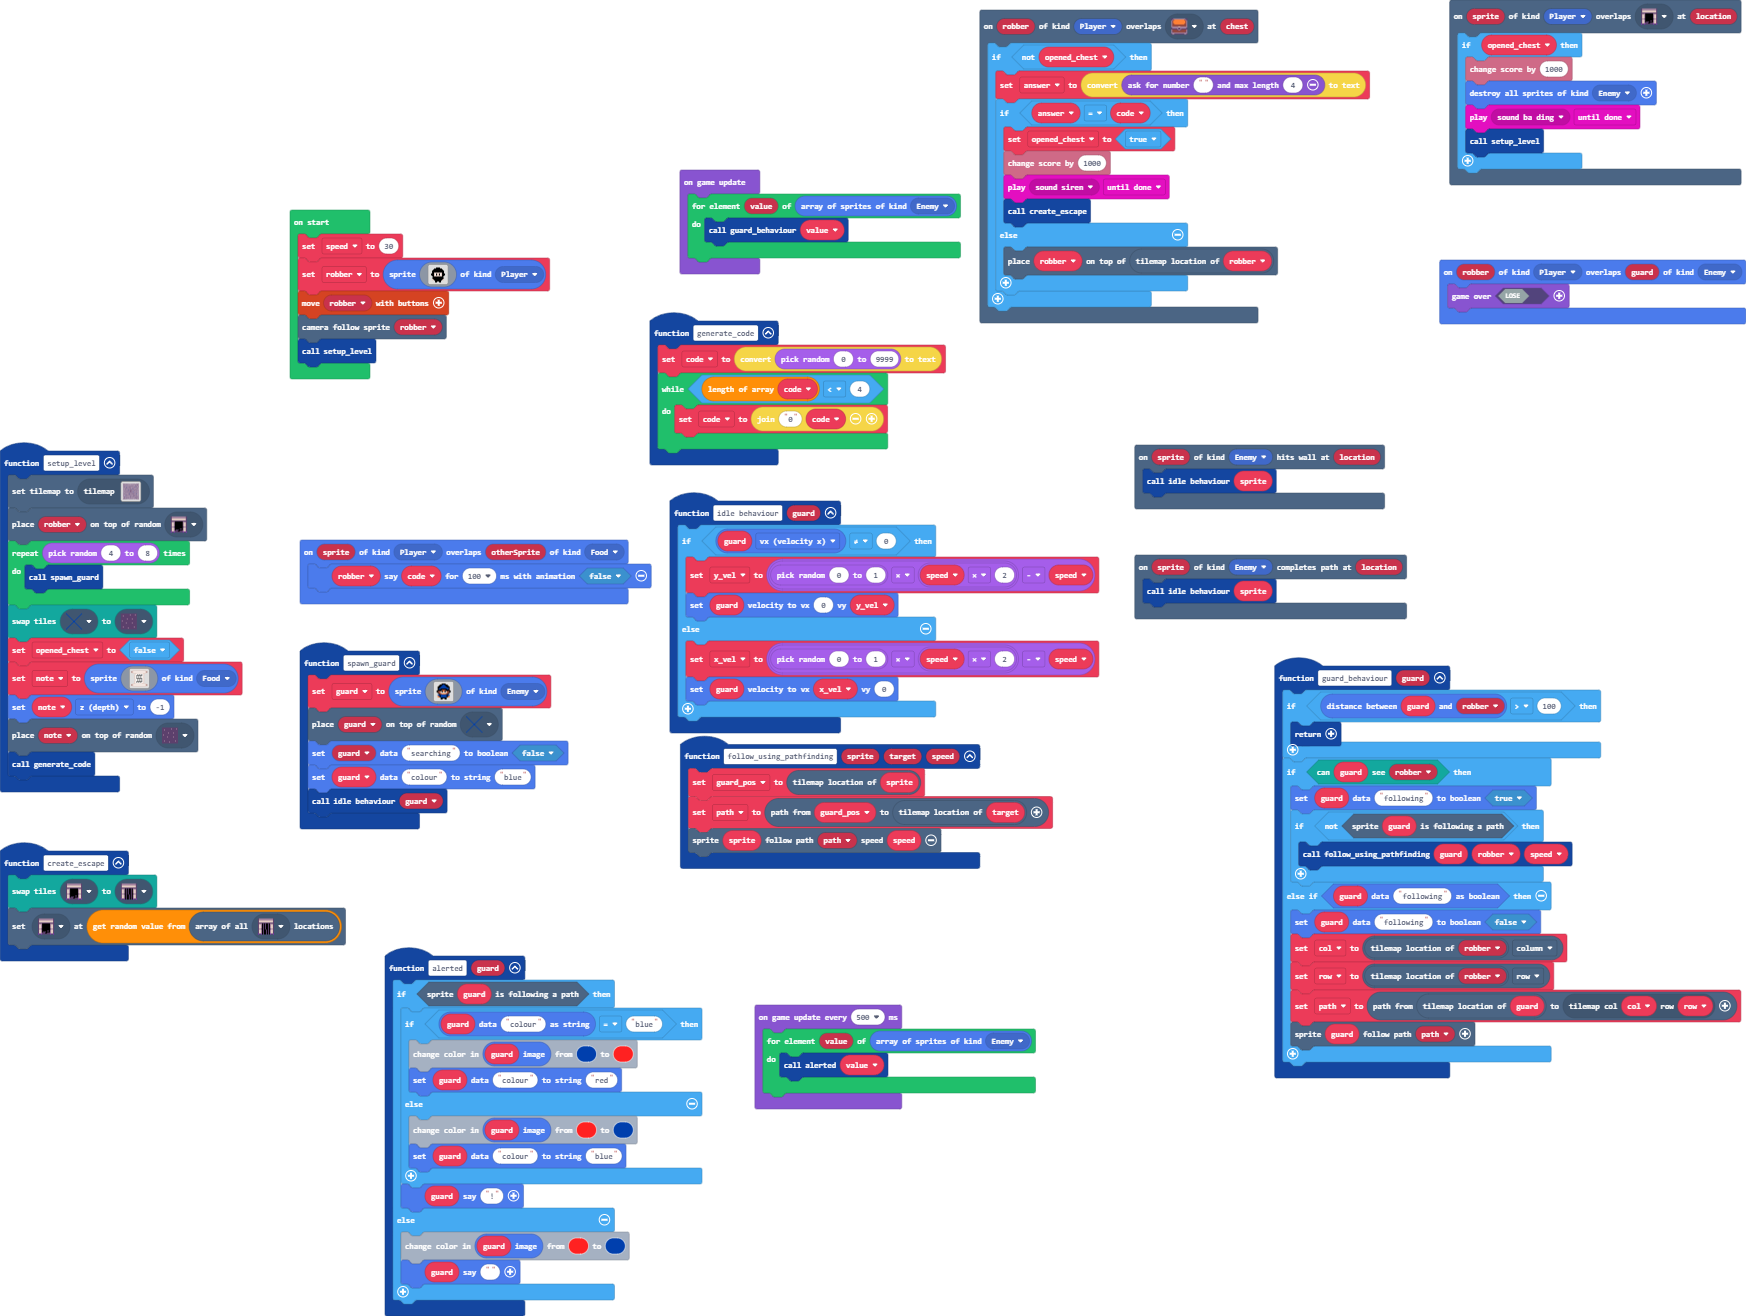 on start
set speed to 30
set robber to sprite of kind Player
move robber with buttons
camera follow sprite robber
call setup_level
on game update
for element value of array of sprites of kind Enemy
do
call guard_behaviour value
on robber of kind Player overlaps at chest
if not opened_chest then
set answer to convert ask for number " " and max length 4 to text
if answer = code then
set opened_chest to true
change score by 1000
play sound siren until done
call create_escape
else
place robber on top of tilemap location of robber
on sprite of kind Player overlaps at location
if opened_chest then
change score by 1000
destroy all sprites of kind Enemy
play sound ba ding until done
call setup_level
on robber of kind Player overlaps guard of kind Enemy
game over LOSE
function generate_code
set code to convert pick random 0 to 9999 to text
while length of array code < 4
do
set code to join "0" code
function setup_level
set tilemap to tilemap
place robber on top of random
repeat pick random 4 to 8 times
do
call spawn_guard
swap tiles to
set opened_chest to false
set note to sprite of kind Food
set note z (depth) to -1
place note on top of random
call generate_code
on sprite of kind Player overlaps otherSprite of kind Food
robber say code for 100 ms with animation false
function spawn_guard
set guard to sprite of kind Enemy
place guard on top of random
set guard data "searching" to boolean false
set guard data "colour" to string "blue"
call idle behaviour guard
function idle behaviour guard
if guard vx (velocity x) ≠ 0 then
set y_vel to pick random 0 to 1 × speed × 2 - speed
set guard velocity to vx 0 vy y_vel
else
set x_vel to pick random 0 to 1 × speed × 2 - speed
set guard velocity to vx x_vel vy 0
on sprite of kind Enemy hits wall at location
call idle behaviour sprite
on sprite of kind Enemy completes path at location
call idle behaviour sprite
function follow_using_pathfinding sprite target speed
set guard_pos to tilemap location of sprite
set path to path from guard_pos to tilemap location of target
sprite sprite follow path path speed speed
function guard_behaviour guard
if distance between guard and robber > 100 then
return
if can guard see robber then
set guard data "following" to boolean true
if not sprite guard is following a path then
call follow_using_pathfinding guard robber speed
else if guard data "following" as boolean then
set guard data "following" to boolean false
set col to tilemap location of robber column
set row to tilemap location of robber row
set path to path from tilemap location of guard to tilemap col col row row
sprite guard follow path path
function create_escape
swap tiles to
set at get random value from array of all locations
function alerted guard
if sprite guard is following a path then
if guard data "colour" as string = "blue" then
change color in guard image from to
set guard data "colour" to string "red"
else
change color in guard image from to
set guard data "colour" to string "blue"
guard say "!"
else
change color in guard image from to
guard say " "
on game update every 500 ms
for element value of array of sprites of kind Enemy
do
call alerted value